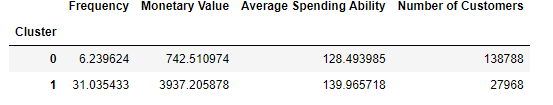 Frequency Monetary Value Average Spending Ability Number of Customers
Cluster
0 6.239624 742.510974 128.493985 138788
1 31.035433 3937.205878 139.965718 27968